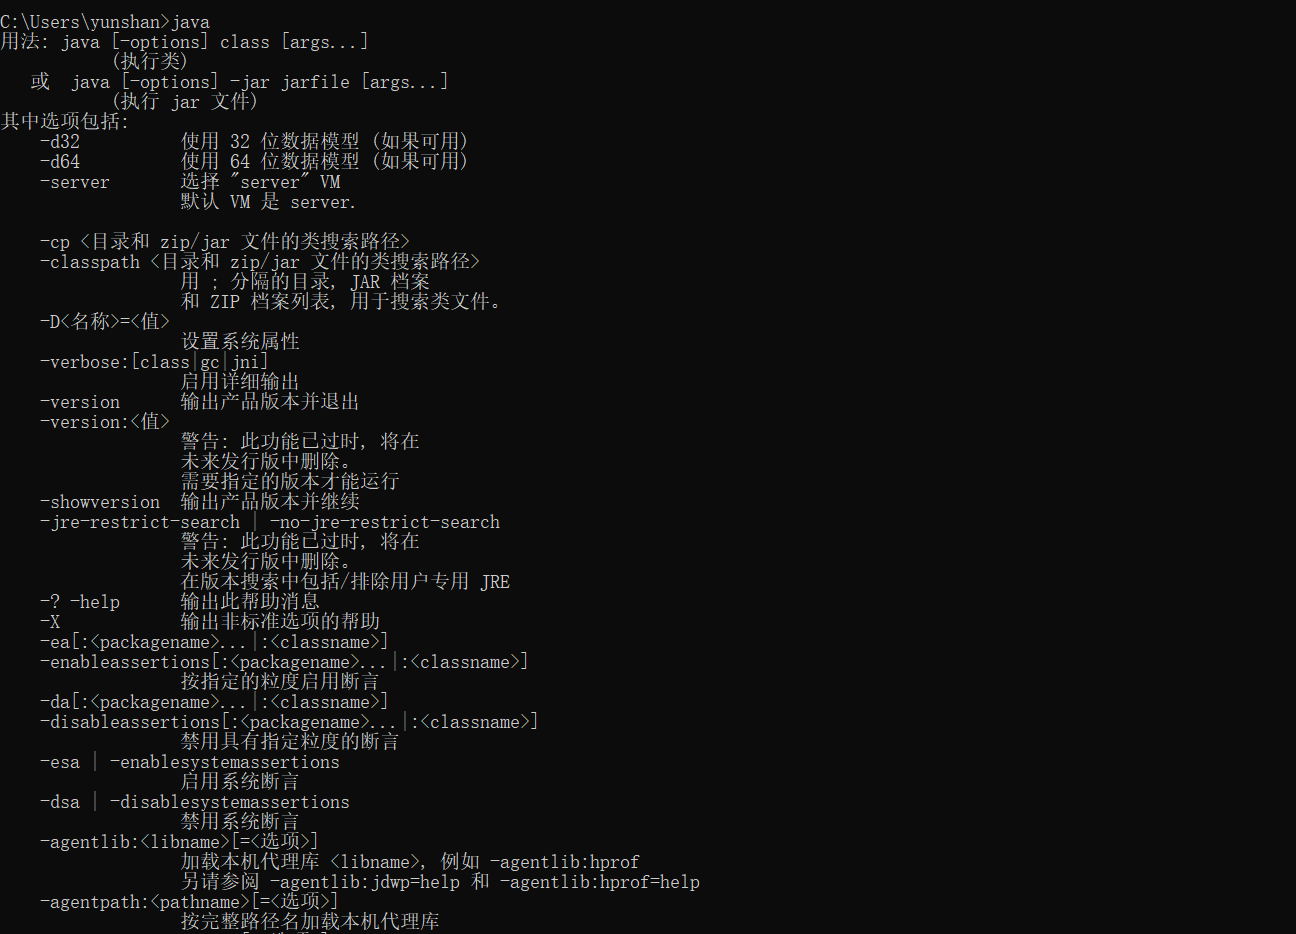 C:\Users\yunshan>java
用法: java [-options] class [args...]
(执行类)
或 java [-options] -jar jarfile [args...]
(执行 jar 文件)
其中选项包括:
-d32 使用 32 位数据模型 (如果可用)
-d64 使用 64 位数据模型 (如果可用)
-server 选择 "server" VM
默认 VM 是 server.
-cp <目录和 zip/jar 文件的类搜索路径>
-classpath <目录和 zip/jar 文件的类搜索路径>
用 ; 分隔的目录, JAR 档案
和 ZIP 档案列表, 用于搜索类文件。
-D<名称>=<值>
设置系统属性
-verbose:[class|gc|jni]
启用详细输出
-version 输出产品版本并退出
-version:<值>
警告: 此功能已过时, 将在
未来发行版中删除。
需要指定的版本才能运行
-showversion 输出产品版本并继续
-jre-restrict-search | -no-jre-restrict-search
警告: 此功能已过时, 将在
未来发行版中删除。
在版本搜索中包括/排除用户专用 JRE
-? -help 输出此帮助消息
-X 输出非标准选项的帮助
-ea[:<packagename>...|:<classname>]
-enableassertions[:<packagename>...|:<classname>]
按指定的粒度启用断言
-da[:<packagename>...|:<classname>]
-disableassertions[:<packagename>...|:<classname>]
禁用具有指定粒度的断言
-esa | -enablesystemassertions
启用系统断言
-dsa | -disablesystemassertions
禁用系统断言
-agentlib:<libname>[=<选项>]
加载本机代理库 <libname>, 例如 -agentlib:hprof
另请参阅 -agentlib:jdwp=help 和 -agentlib:hprof=help
-agentpath:<pathname>[=<选项>]
按完整路径名加载本机代理库